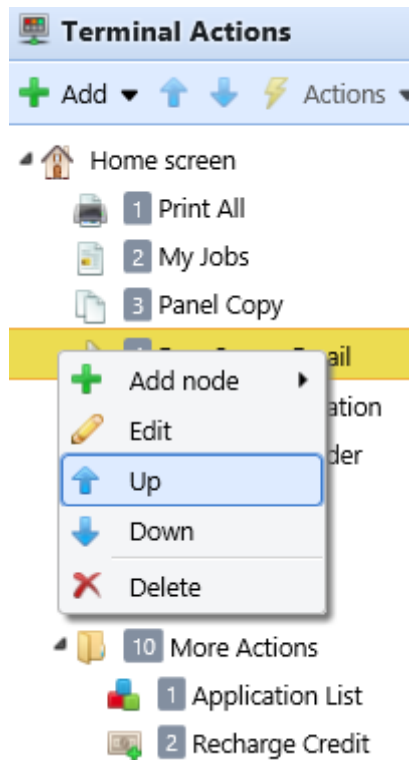 Terminal Actions
Add Actions
Home screen
1 Print All
2 My Jobs
3 Panel Copy
Add node
Edit
Up
Down
Delete
10 More Actions
1 Application List
2 Recharge Credit